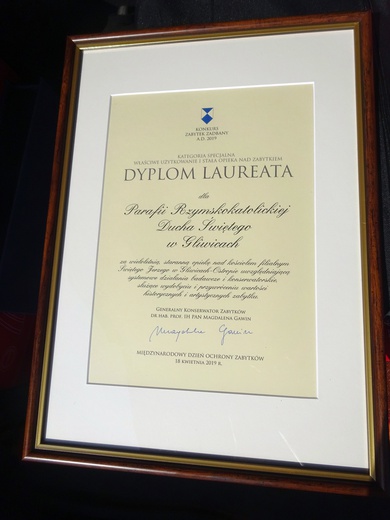 KONKURS
ZABYTEK ZADBANY
A.D. 2019
KATEGORIA SPECJALNA
WŁAŚCIWE UŻYTKOWANIE I STAŁA OPIEKA NAD ZABYTKIEM
DYPLOM LAUREATA
dla
Parafii Rzymskokatolickiej
Ducha Świętego
w Gliwicach
za wieloletnią, staranną opiekę nad kościołem filialnym
Świętego Jerzego w Gliwicach-Ostropie uwzględniającą
systemowe działania badawcze i konserwatorskie,
służące wydobyciu i przywróceniu wartości
historycznych i artystycznych zabytku.
GENERALNY KONSERWATOR ZABYTKÓW
DR HAB. PROF. IH PAN MAGDALENA GAWIN
Magdalena Gawin
MIĘDZYNARODOWY DZIEŃ OCHRONY ZABYTKÓW
18 KWIETNIA 2019 R.